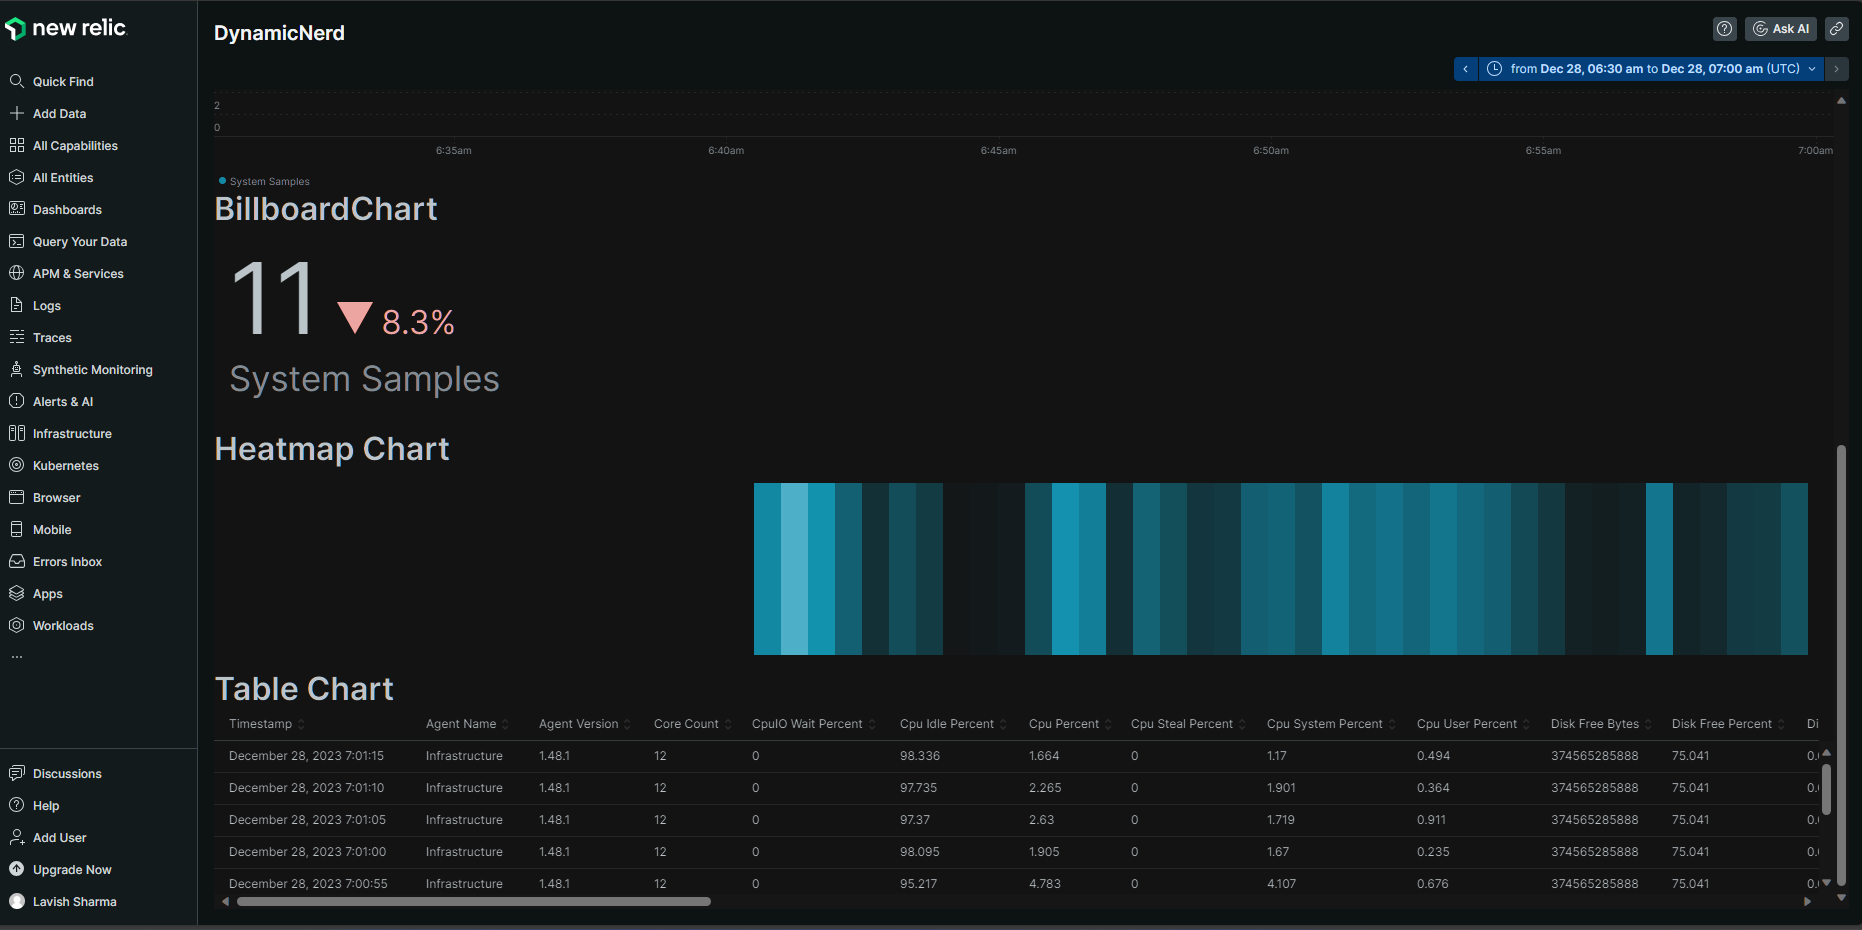 new relic
Quick Find
Add Data
All Capabilities
All Entities
Dashboards
Query Your Data
APM & Services
Logs
Traces
Synthetic Monitoring
Alerts & AI
Infrastructure
Kubernetes
Browser
Mobile
Errors Inbox
Apps
Workloads
...
Discussions
Help
Add User
Upgrade Now
Lavish Sharma
DynamicNerd
Ask AI
from Dec 28, 06:30 am to Dec 28, 07:00 am (UTC)
2
0
6:35am 6:40am 6:45am 6:50am 6:55am 7:00am
System Samples
BillboardChart
11 8.3%
System Samples
Heatmap Chart
Table Chart
Timestamp Agent Name Agent Version Core Count CpuIO Wait Percent Cpu Idle Percent Cpu Percent Cpu Steal Percent Cpu System Percent Cpu User Percent Disk Free Bytes Disk Free Percent Di
December 28, 2023 7:01:15 Infrastructure 1.48.1 12 0 98.336 1.664 0 1.17 0.494 374565285888 75.041 0.
December 28, 2023 7:01:10 Infrastructure 1.48.1 12 0 97.735 2.265 0 1.901 0.364 374565285888 75.041 0.
December 28, 2023 7:01:05 Infrastructure 1.48.1 12 0 97.37 2.63 0 1.719 0.911 374565285888 75.041 0.
December 28, 2023 7:01:00 Infrastructure 1.48.1 12 0 98.095 1.905 0 1.67 0.235 374565285888 75.041 0.
December 28, 2023 7:00:55 Infrastructure 1.48.1 12 0 95.217 4.783 0 4.107 0.676 374565285888 75.041 0.